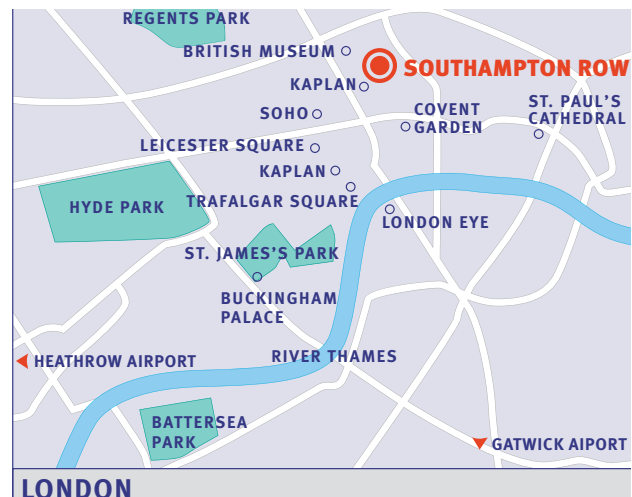 REGENTS PARK
BRITISH MUSEUM
SOUTHAMPTON ROW
KAPLAN
SOHO
COVENT
GARDEN
ST. PAUL'S
CATHEDRAL
LEICESTER SQUARE
KAPLAN
TRAFALGAR SQUARE
HYDE PARK
LONDON EYE
ST. JAMES'S PARK
BUCKINGHAM
PALACE
RIVER THAMES
HEATHROW AIRPORT
BATTERSEA
PARK
GATWICK AIPORT
LONDON